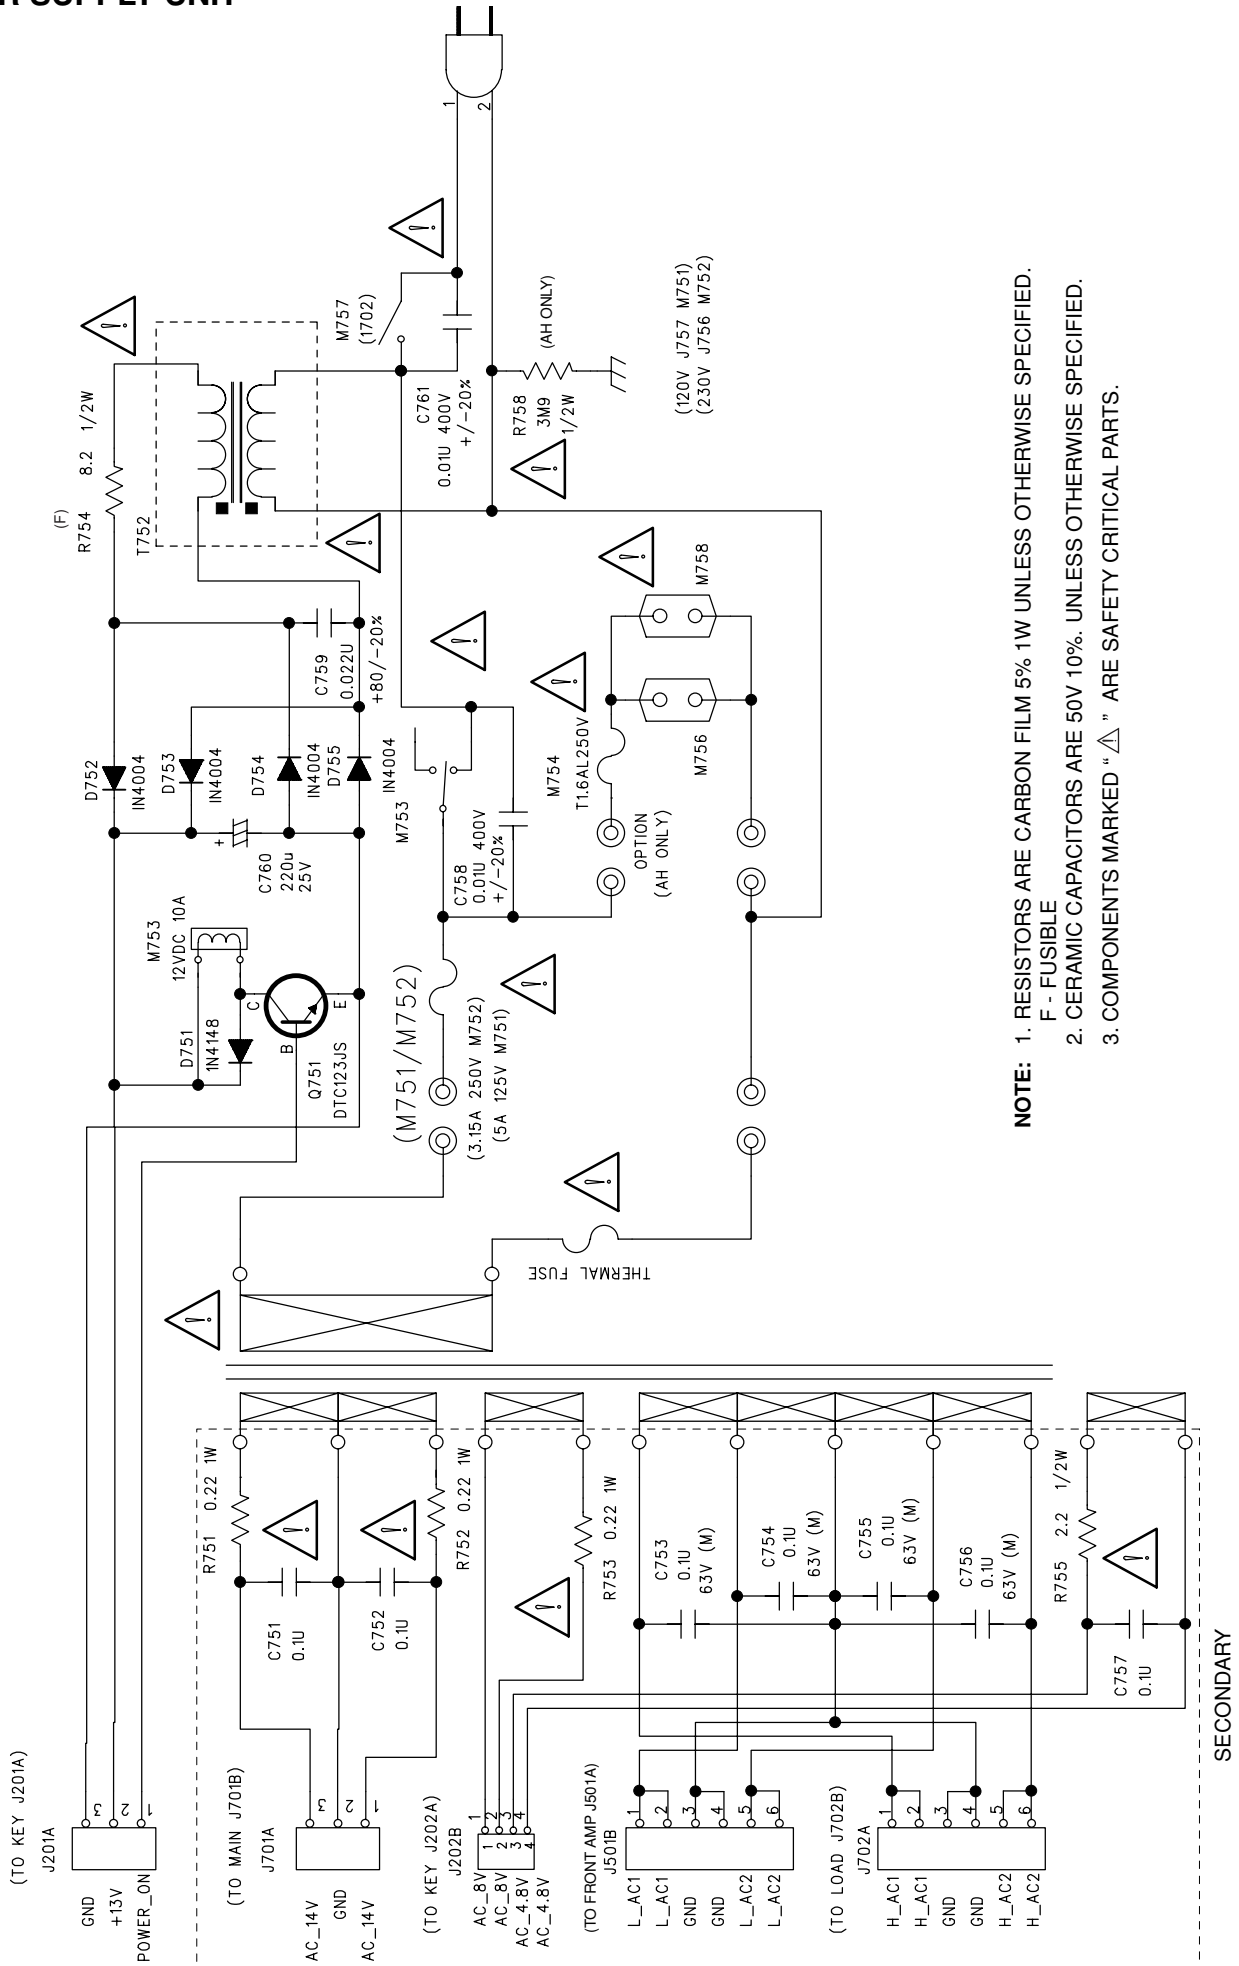 1
2
M757
(1702)
C761
0.01U 400V
+/-20%
R758
3M9
1/2W
(AH ONLY)
(120V J757 M751)
(230V J756 M752)
(F)
R754 8.2 1/2W
T752
C759
0.022U
+80/-20%
D752
IN4004
D753
IN4004
D754
IN4004
D755
IN4004
C760
220u
25V
+
M753
12VDC 10A
D751
1N4148
Q751
DTC123JS
B
C
E
M753
C758
0.01U 400V
+/-20%
M754
T1.6AL250V
M756
M758
OPTION
(AH ONLY)
(M751/M752)
(3.15A 250V M752)
(5A 125V M751)
THERMAL FUSE
NOTE: 1. RESISTORS ARE CARBON FILM 5% 1W UNLESS OTHERWISE SPECIFIED.
F - FUSIBLE
2. CERAMIC CAPACITORS ARE 50V 10%. UNLESS OTHERWISE SPECIFIED.
3. COMPONENTS MARKED “ ⚠ ” ARE SAFETY CRITICAL PARTS.
R751 0.22 1W
C751
0.1U
C752
0.1U
R752 0.22 1W
R753 0.22 1W
C753
0.1U
63V (M)
C754
0.1U
63V (M)
C755
0.1U
63V (M)
C756
0.1U
63V (M)
R755 2.2 1/2W
C757
0.1U
SECONDARY
(TO KEY J201A)
J201A
GND 3
+13V 2
POWER_ON 1
(TO MAIN J701B)
J701A
AC_14V 3
GND 2
AC_14V 1
(TO KEY J202A)
J202B
AC_8V 1 1
AC_8V 2 2
AC_4.8V 3 3
AC_4.8V 4 4
(TO FRONT AMP J501A)
J501B
L_AC1 1
L_AC1 2
GND 3
GND 4
L_AC2 5
L_AC2 6
(TO LOAD J702B)
J702A
H_AC1 1
H_AC1 2
GND 3
GND 4
H_AC2 5
H_AC2 6